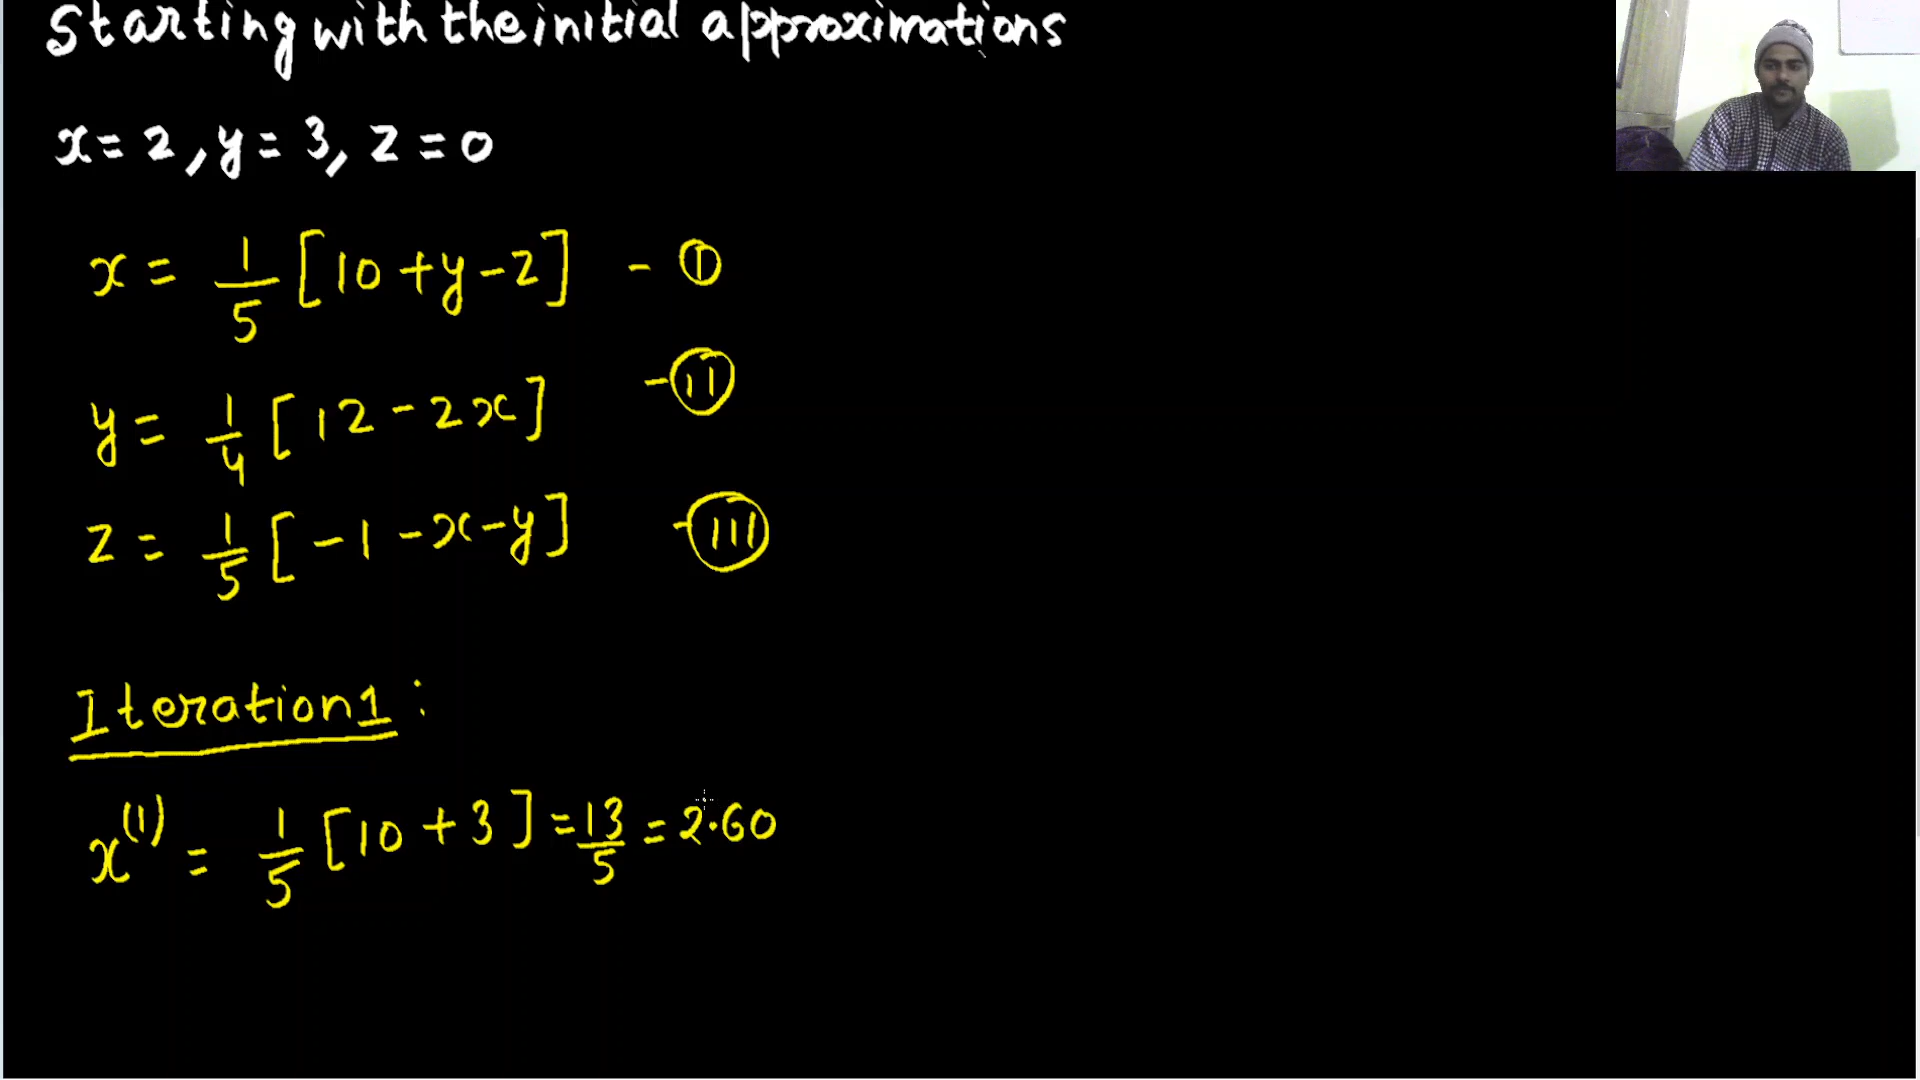 Starting with the initial approximations
x = 2, y = 3, z = 0
x = 1/5 [10 + y - z] - (I)
y = 1/4 [12 - 2x] - (II)
z = 1/5 [-1 - x - y] - (III)
Iteration 1 :
x^(1) = 1/5 [10 + 3] = 13/5 = 2.60